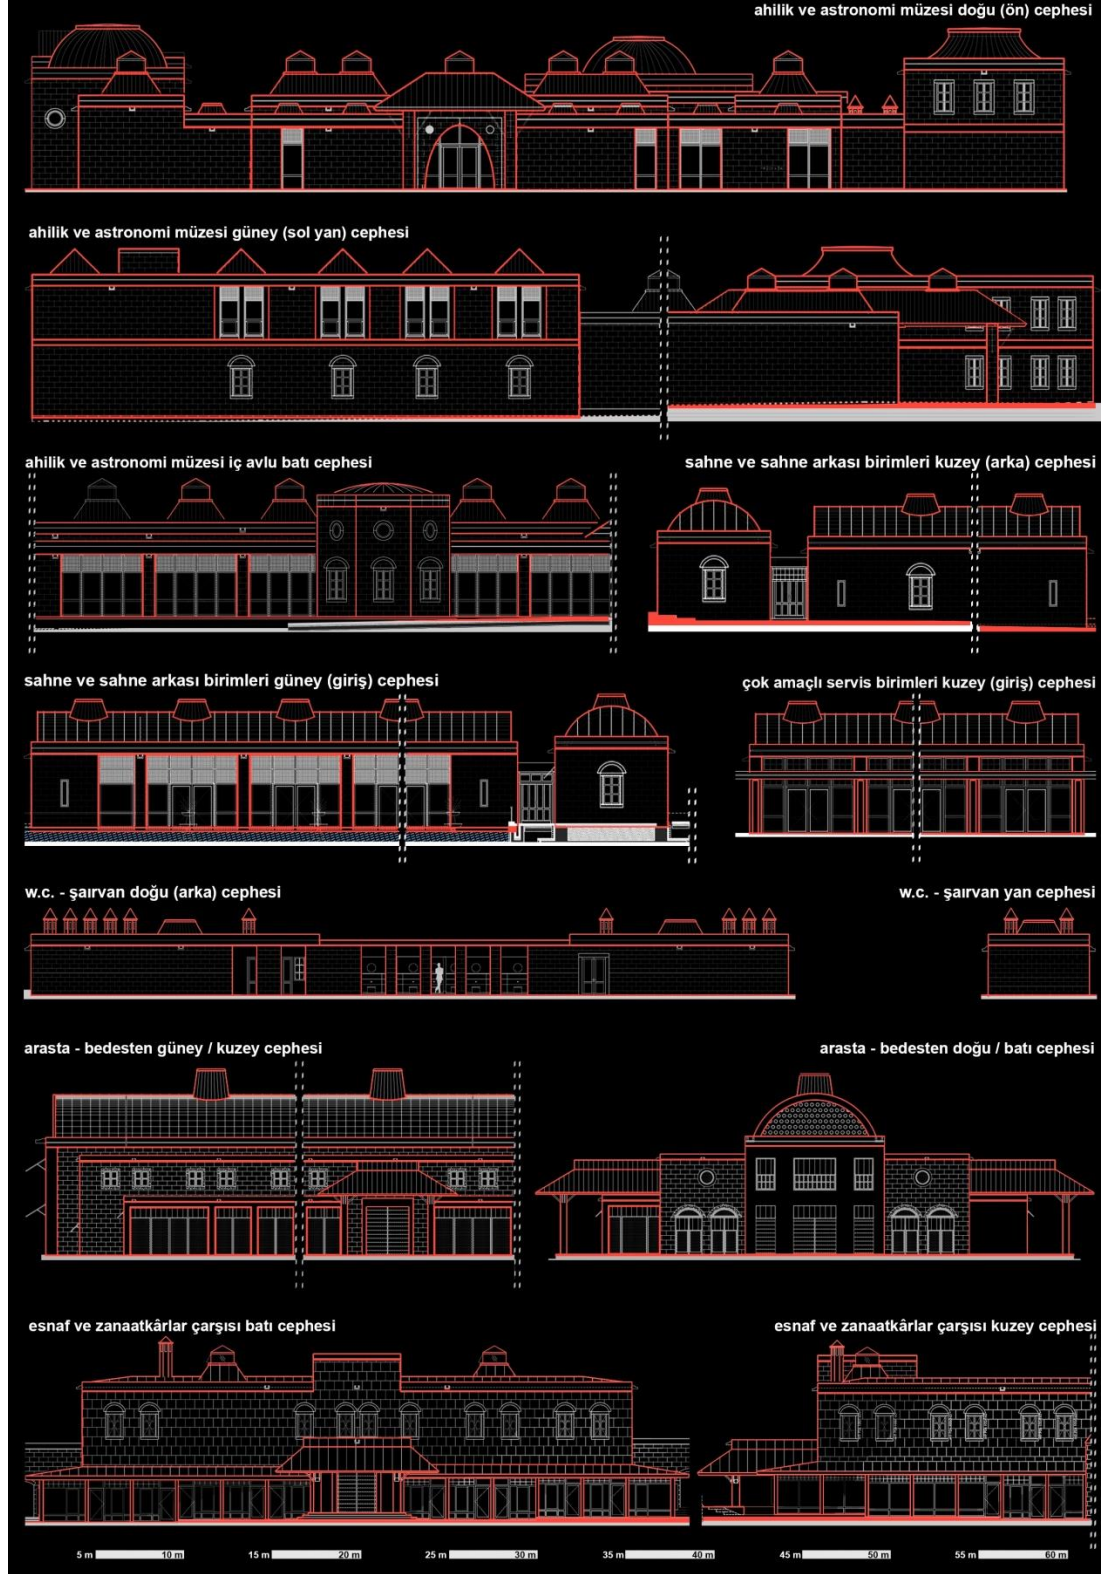 ahilik ve astronomi müzesi doğu (ön) cephesi
ahilik ve astronomi müzesi güney (sol yan) cephesi
ahilik ve astronomi müzesi iç avlu batı cephesi
sahne ve sahne arkası birimleri kuzey (arka) cephesi
sahne ve sahne arkası birimleri güney (giriş) cephesi
çok amaçlı servis birimleri kuzey (giriş) cephesi
w.c. - şaırvan doğu (arka) cephesi
w.c. - şaırvan yan cephesi
arasta - bedesten güney / kuzey cephesi
arasta - bedesten doğu / batı cephesi
esnaf ve zanaatkârlar çarşısı batı cephesi
esnaf ve zanaatkârlar çarşısı kuzey cephesi
5 m 10 m 15 m 20 m 25 m 30 m 35 m 40 m 45 m 50 m 55 m 60 m